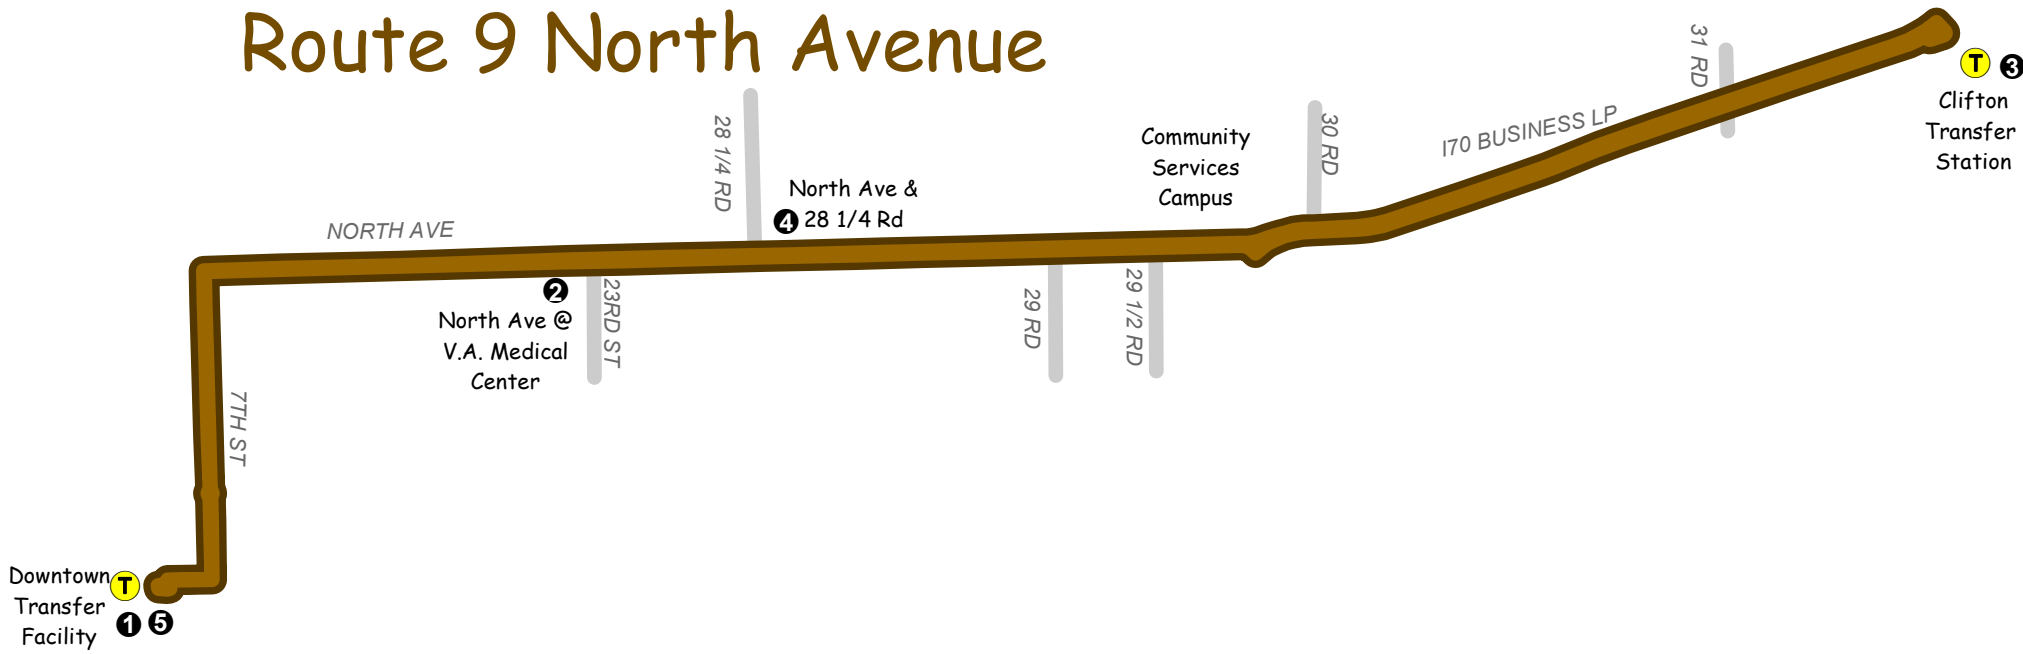 Route 9 North Avenue
31 RD
T 3
Clifton
Transfer
Station
I70 BUSINESS LP
30 RD
Community
Services
Campus
28 1/4 RD
North Ave &
4 28 1/4 Rd
NORTH AVE
2
North Ave @
V.A. Medical
Center
23RD ST
29 RD
29 1/2 RD
7TH ST
Downtown
Transfer
Facility
T
1 5